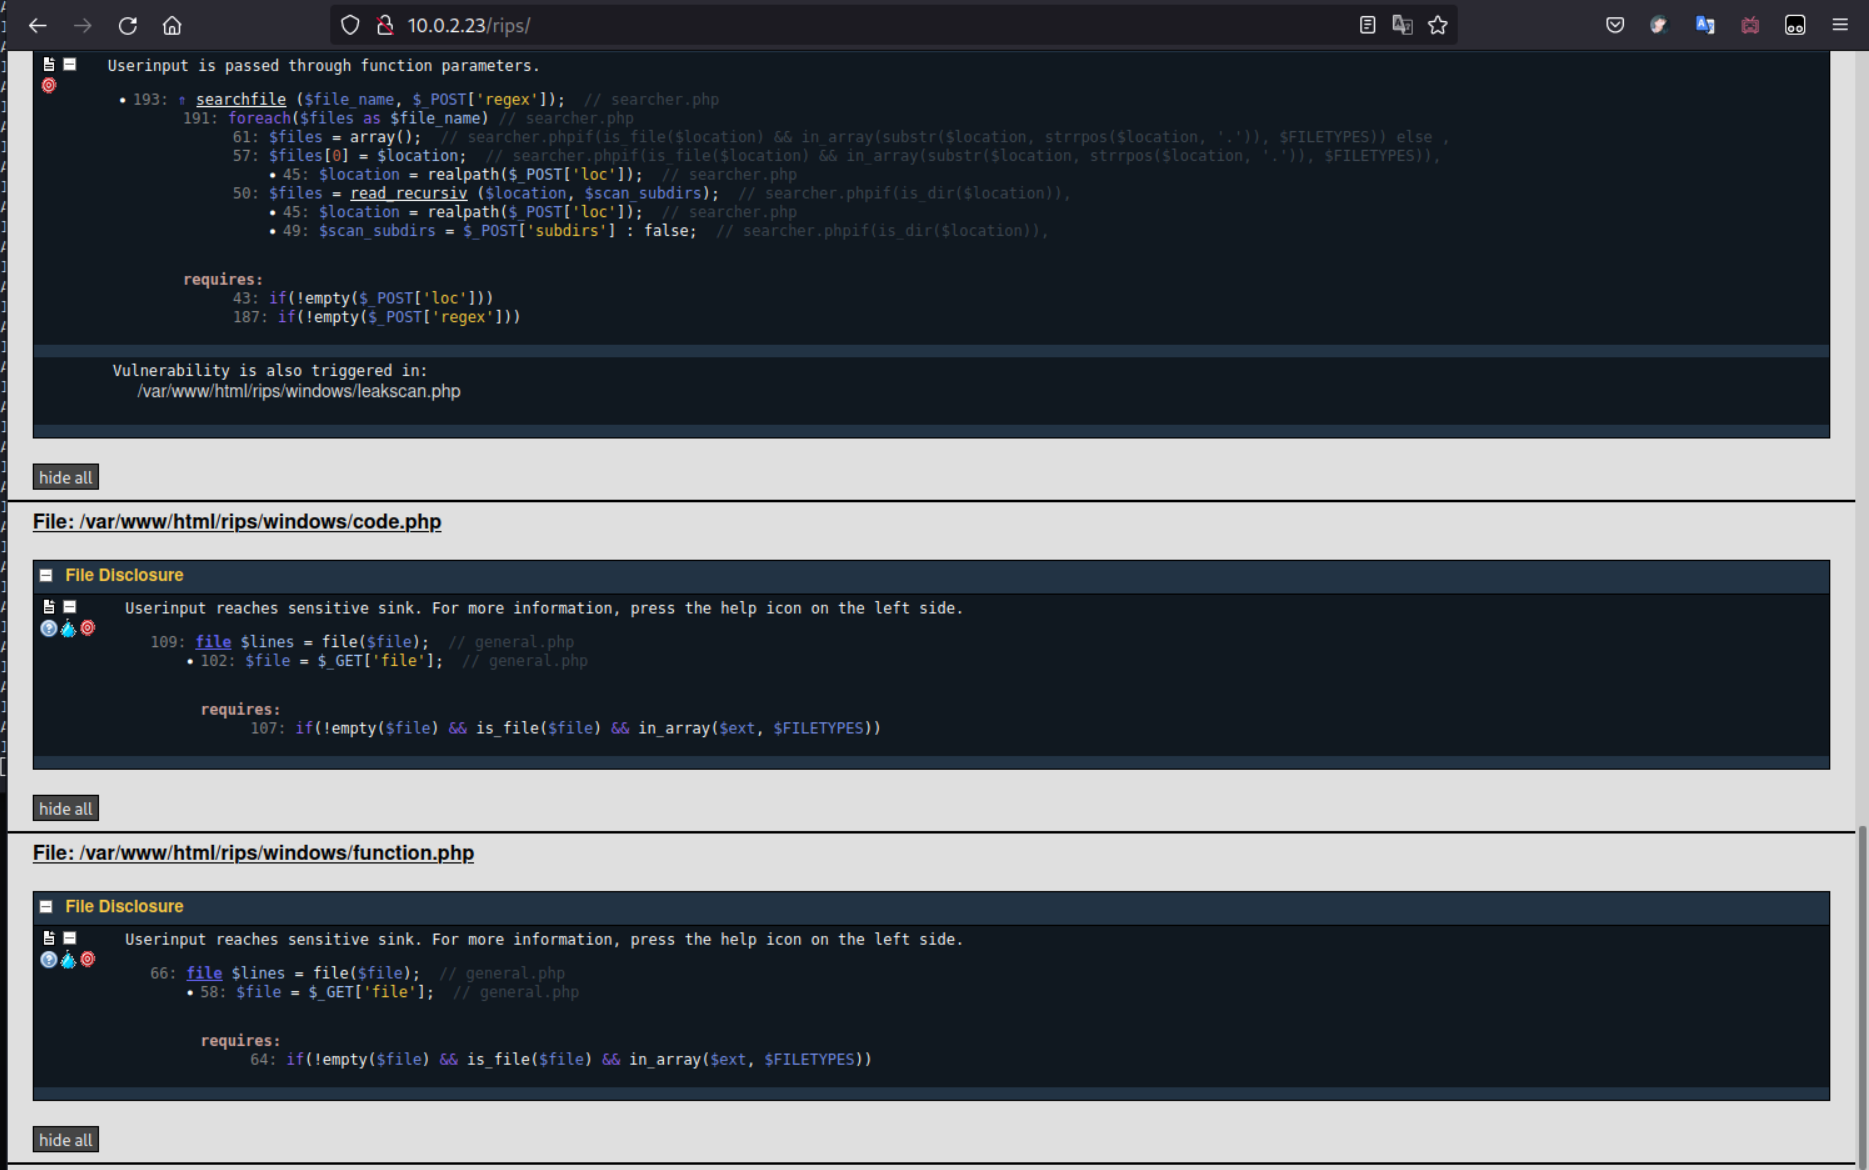 10.0.2.23/rips/
Userinput is passed through function parameters.
• 193: ⇑ searchfile ($file_name, $_POST['regex']); // searcher.php
191: foreach($files as $file_name) // searcher.php
61: $files = array(); // searcher.phpif(is_file($location) && in_array(substr($location, strrpos($location, '.')), $FILETYPES)) else ,
57: $files[0] = $location; // searcher.phpif(is_file($location) && in_array(substr($location, strrpos($location, '.')), $FILETYPES)),
• 45: $location = realpath($_POST['loc']); // searcher.php
50: $files = read_recursiv ($location, $scan_subdirs); // searcher.phpif(is_dir($location)),
• 45: $location = realpath($_POST['loc']); // searcher.php
• 49: $scan_subdirs = $_POST['subdirs'] : false; // searcher.phpif(is_dir($location)),
requires:
43: if(!empty($_POST['loc']))
187: if(!empty($_POST['regex']))
Vulnerability is also triggered in:
/var/www/html/rips/windows/leakscan.php
hide all
File: /var/www/html/rips/windows/code.php
File Disclosure
Userinput reaches sensitive sink. For more information, press the help icon on the left side.
109: file $lines = file($file); // general.php
• 102: $file = $_GET['file']; // general.php
requires:
107: if(!empty($file) && is_file($file) && in_array($ext, $FILETYPES))
hide all
File: /var/www/html/rips/windows/function.php
File Disclosure
Userinput reaches sensitive sink. For more information, press the help icon on the left side.
66: file $lines = file($file); // general.php
• 58: $file = $_GET['file']; // general.php
requires:
64: if(!empty($file) && is_file($file) && in_array($ext, $FILETYPES))
hide all